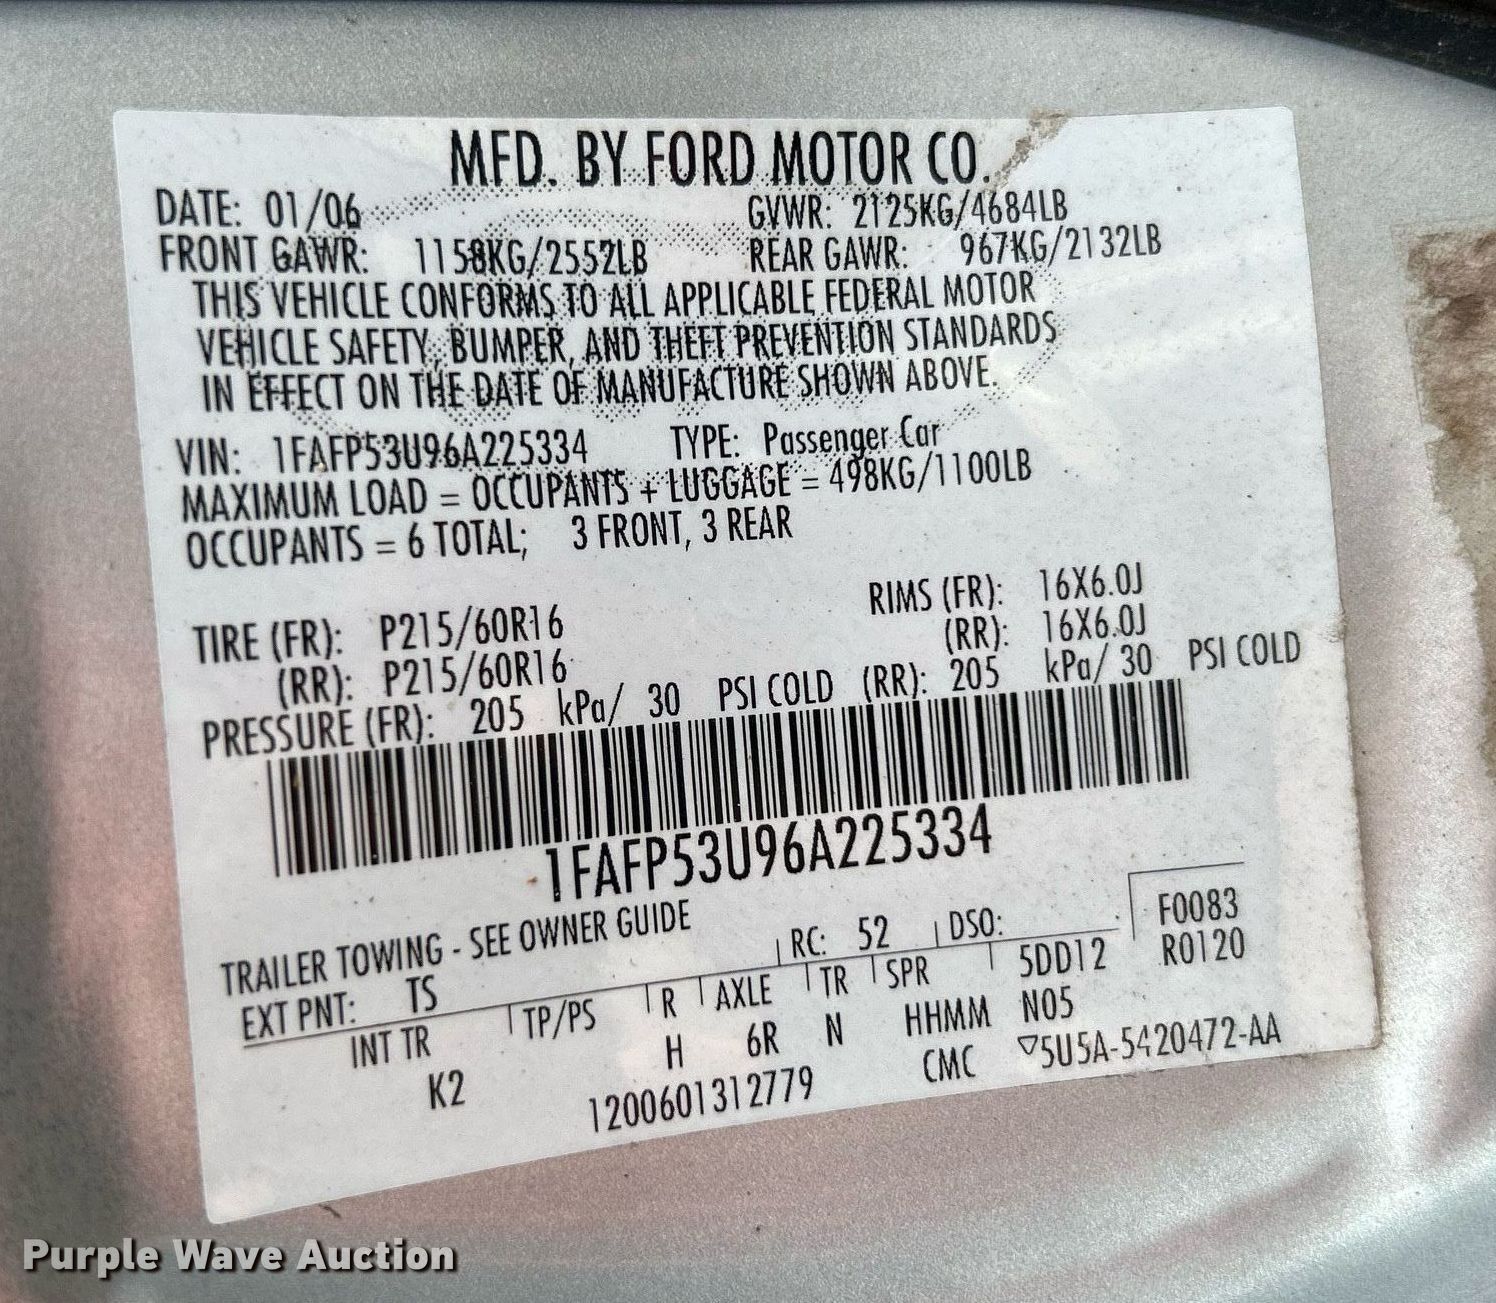 MFD. BY FORD MOTOR CO.
DATE: 01/06 GVWR: 2125KG/4684LB
FRONT GAWR: 1158KG/2552LB REAR GAWR: 967KG/2132LB
THIS VEHICLE CONFORMS TO ALL APPLICABLE FEDERAL MOTOR
VEHICLE SAFETY, BUMPER, AND THEFT PREVENTION STANDARDS
IN EFFECT ON THE DATE OF MANUFACTURE SHOWN ABOVE.
VIN: 1FAFP53U96A225334 TYPE: Passenger Car
MAXIMUM LOAD = OCCUPANTS + LUGGAGE = 498KG/1100LB
OCCUPANTS = 6 TOTAL; 3 FRONT, 3 REAR
TIRE (FR): P215/60R16 RIMS (FR): 16X6.0J
(RR): P215/60R16 (RR): 16X6.0J
PRESSURE (FR): 205 kPa/ 30 PSI COLD (RR): 205 kPa/ 30 PSI COLD
1FAFP53U96A225334
TRAILER TOWING - SEE OWNER GUIDE F0083
EXT PNT: TS RC: 52 DSO: R0120
INT TR TP/PS R AXLE TR SPR 5DD12
K2 H 6R N HHMM N05
1200601312779 CMC ▽5U5A-5420472-AA
Purple Wave Auction